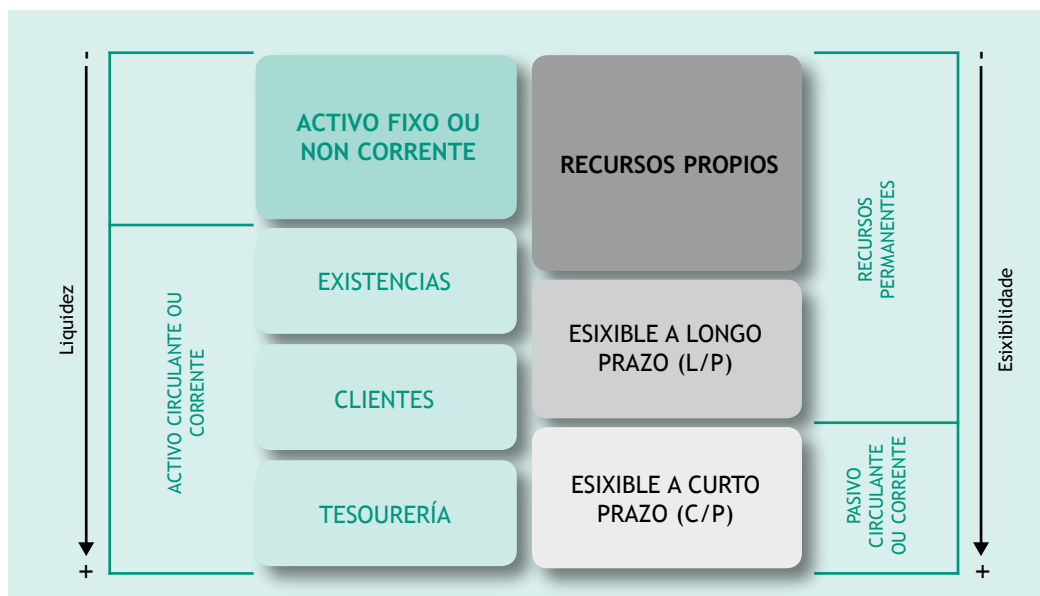 -
-
ACTIVO FIXO OU
NON CORRENTE
RECURSOS PROPIOS
RECURSOS
PERMANENTES
EXISTENCIAS
Liquidez
Esixibilidade
ACTIVO CIRCULANTE OU
CORRENTE
ESIXIBLE A LONGO
PRAZO (L/P)
CLIENTES
ESIXIBLE A CURTO
PRAZO (C/P)
PASIVO
CIRCULANTE
OU CORRENTE
TESOURERÍA
+
+